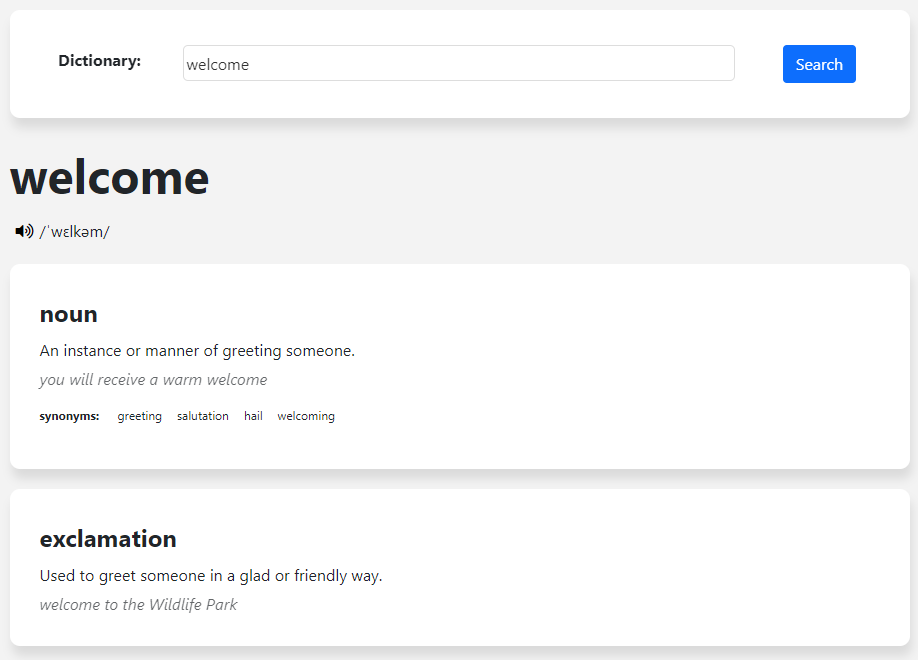 Dictionary: welcome Search
welcome
/ˈwɛlkəm/
noun
An instance or manner of greeting someone.
you will receive a warm welcome
synonyms: greeting salutation hail welcoming
exclamation
Used to greet someone in a glad or friendly way.
welcome to the Wildlife Park